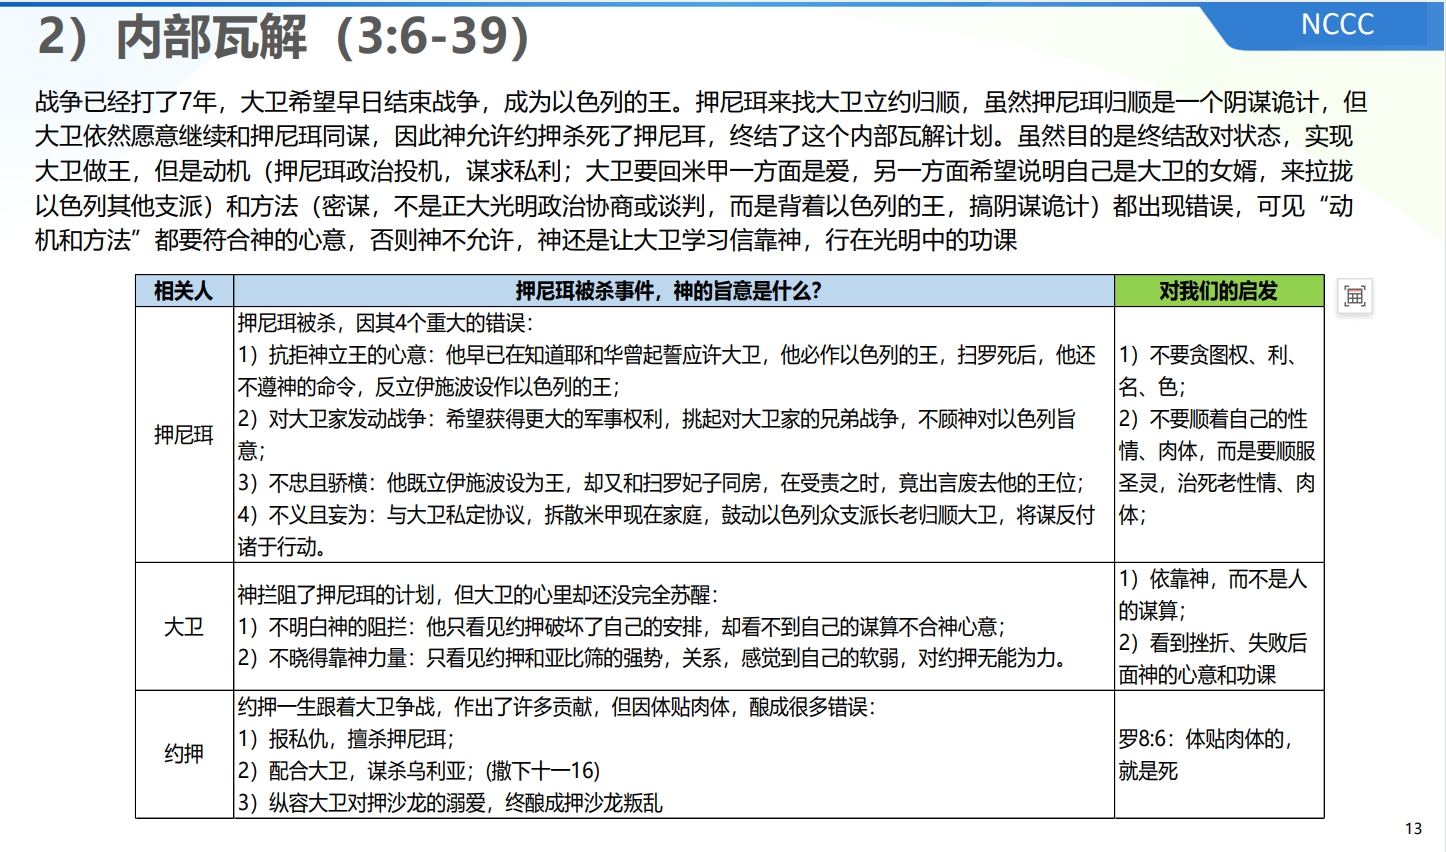 2）内部瓦解（3:6-39）
NCCC
战争已经打了7年，大卫希望早日结束战争，成为以色列的王。押尼珥来找大卫立约归顺，虽然押尼珥归顺是一个阴谋诡计，但
大卫依然愿意继续和押尼珥同谋，因此神允许约押杀死了押尼耳，终结了这个内部瓦解计划。虽然目的是终结敌对状态，实现
大卫做王，但是动机（押尼珥政治投机，谋求私利；大卫要回米甲一方面是爱，另一方面希望说明自己是大卫的女婿，来拉拢
以色列其他支派）和方法（密谋，不是正大光明政治协商或谈判，而是背着以色列的王，搞阴谋诡计）都出现错误，可见“动
机和方法”都要符合神的心意，否则神不允许，神还是让大卫学习信靠神，行在光明中的功课
相关人
押尼珥被杀事件，神的旨意是什么？
对我们的启发
押尼珥
押尼珥被杀，因其4个重大的错误：
1）抗拒神立王的心意：他早已在知道耶和华曾起誓应许大卫，他必作以色列的王，扫罗死后，他还
不遵神的命令，反立伊施波设作以色列的王；
2）对大卫家发动战争：希望获得更大的军事权利，挑起对大卫家的兄弟战争，不顾神对以色列旨
意；
3）不忠且骄横：他既立伊施波设为王，却又和扫罗妃子同房，在受责之时，竟出言废去他的王位；
4）不义且妄为：与大卫私定协议，拆散米甲现在家庭，鼓动以色列众支派长老归顺大卫，将谋反付
诸于行动。
1）不要贪图权、利、
名、色；
2）不要顺着自己的性
情、肉体，而是要顺服
圣灵，治死老性情、肉
体；
大卫
神拦阻了押尼珥的计划，但大卫的心里却还没完全苏醒：
1）不明白神的阻拦：他只看见约押破坏了自己的安排，却看不到自己的谋算不合神心意；
2）不晓得靠神力量：只看见约押和亚比筛的强势，关系，感觉到自己的软弱，对约押无能为力。
1）依靠神，而不是人
的谋算；
2）看到挫折、失败后
面神的心意和功课
约押
约押一生跟着大卫争战，作出了许多贡献，但因体贴肉体，酿成很多错误：
1）报私仇，擅杀押尼珥；
2）配合大卫，谋杀乌利亚；(撒下十一16)
3）纵容大卫对押沙龙的溺爱，终酿成押沙龙叛乱
罗8:6：体贴肉体的，
就是死
13